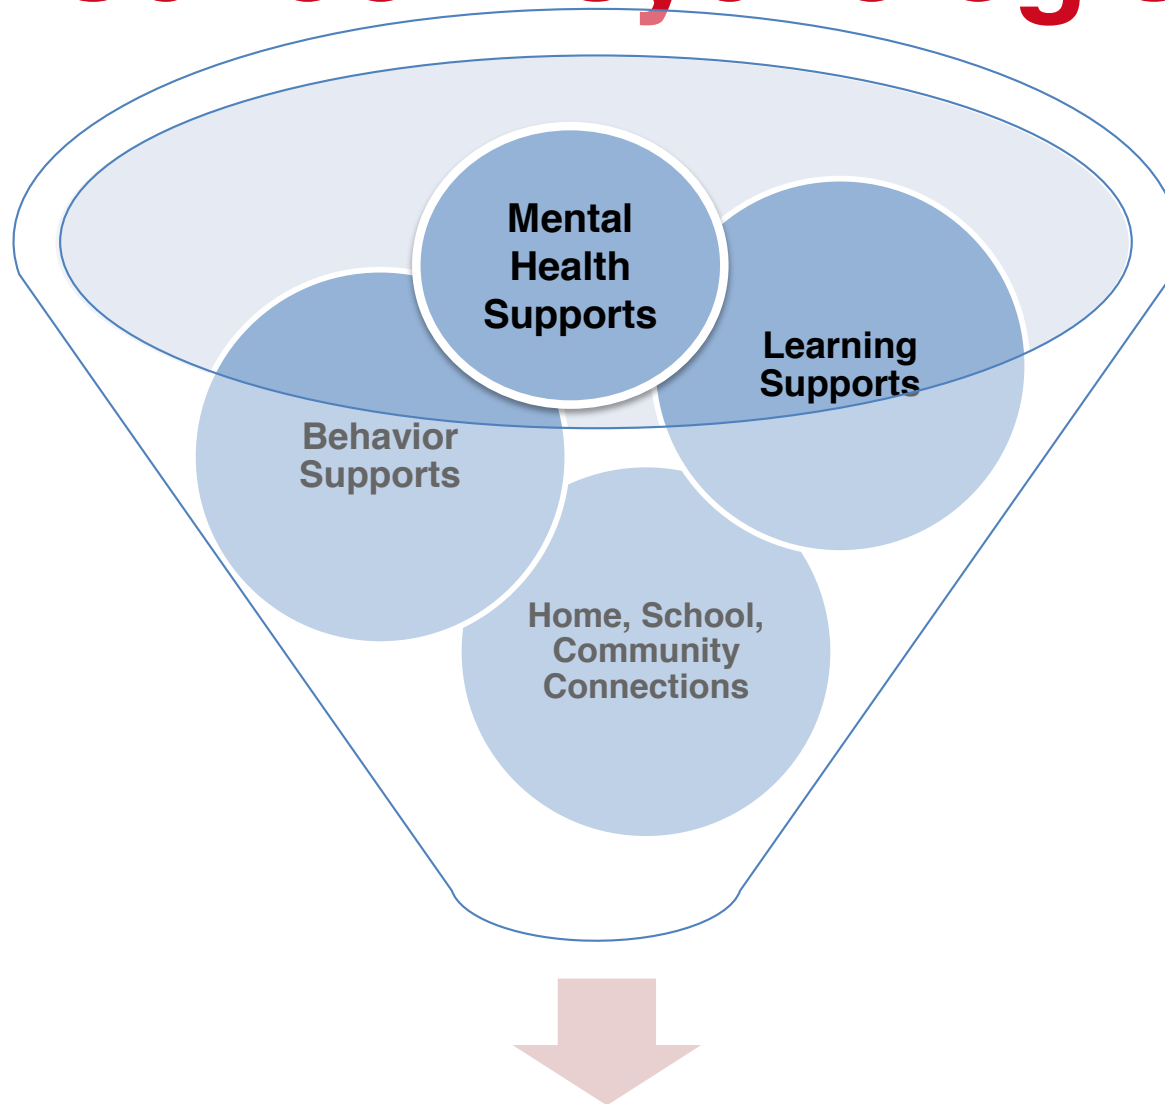 Mental
Health
Supports
Learning
Supports
Behavior
Supports
Home, School,
Community
Connections